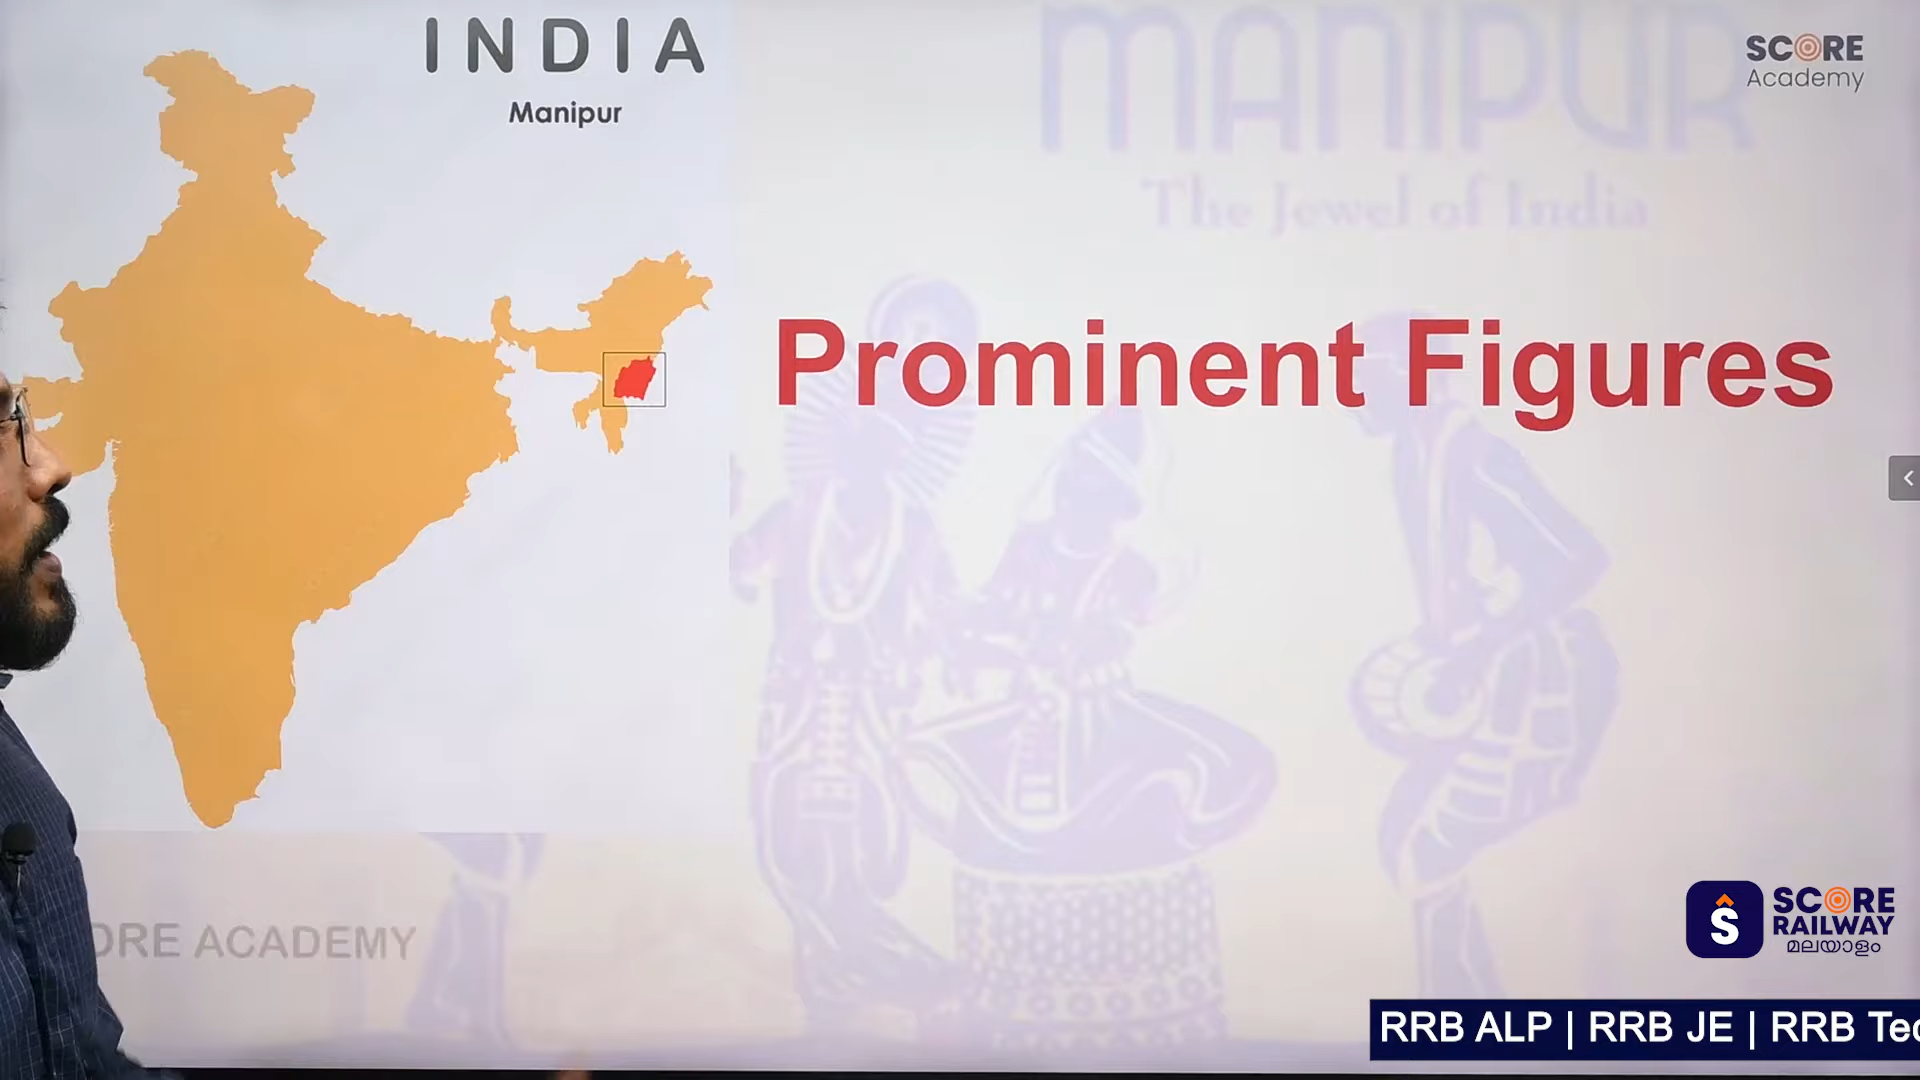 INDIA
Manipur
MANIPUR
The Jewel of India
SCORE
Academy
Prominent Figures
ORE ACADEMY
S
SCORE
RAILWAY
മലയാളം
RRB ALP | RRB JE | RRB Tec